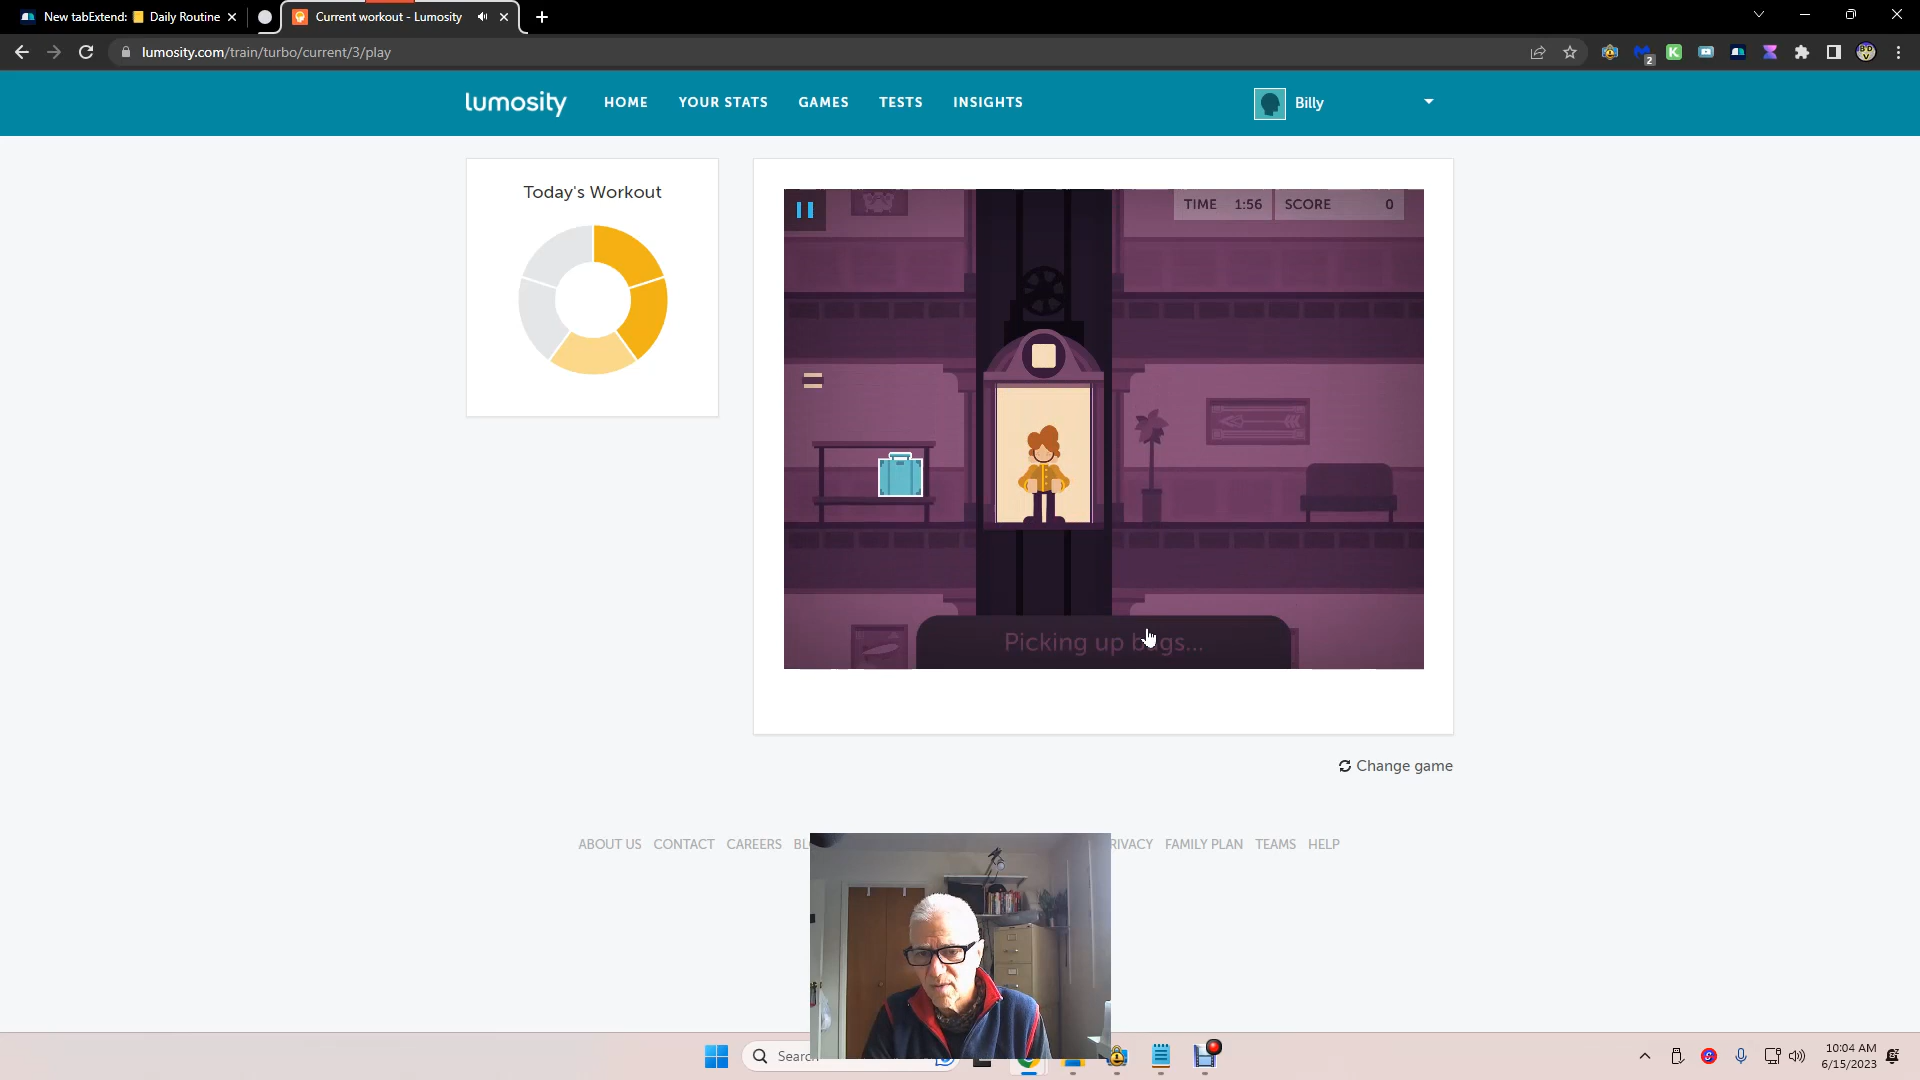 New tabExtend: Daily Routine
Current workout - Lumosity
lumosity.com/train/turbo/current/3/play
2
lumosity
HOME
YOUR STATS
GAMES
TESTS
INSIGHTS
Billy
Today's Workout
TIME 1:56
SCORE 0
Picking up bags...
Change game
ABOUT US CONTACT CAREERS FAMILY PLAN TEAMS HELP
Search
10:04 AM
6/15/2023